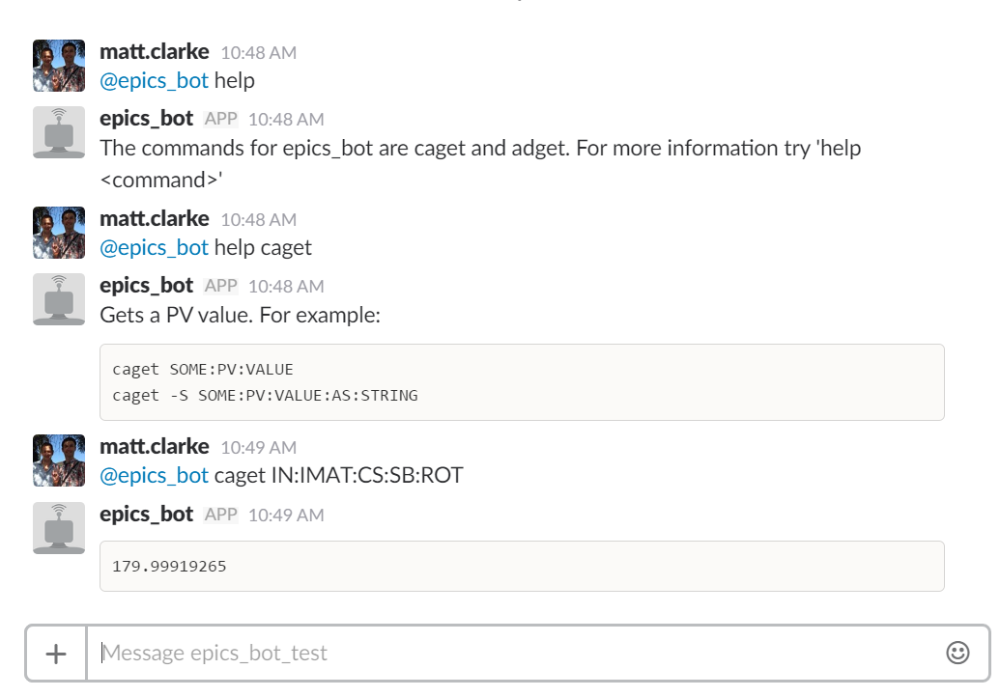 matt.clarke 10:48 AM
@epics_bot help
epics_bot APP 10:48 AM
The commands for epics_bot are caget and adget. For more information try 'help
<command>'
matt.clarke 10:48 AM
@epics_bot help caget
epics_bot APP 10:48 AM
Gets a PV value. For example:
caget SOME:PV:VALUE
caget -S SOME:PV:VALUE:AS:STRING
matt.clarke 10:49 AM
@epics_bot caget IN:IMAT:CS:SB:ROT
epics_bot APP 10:49 AM
179.99919265
Message epics_bot_test